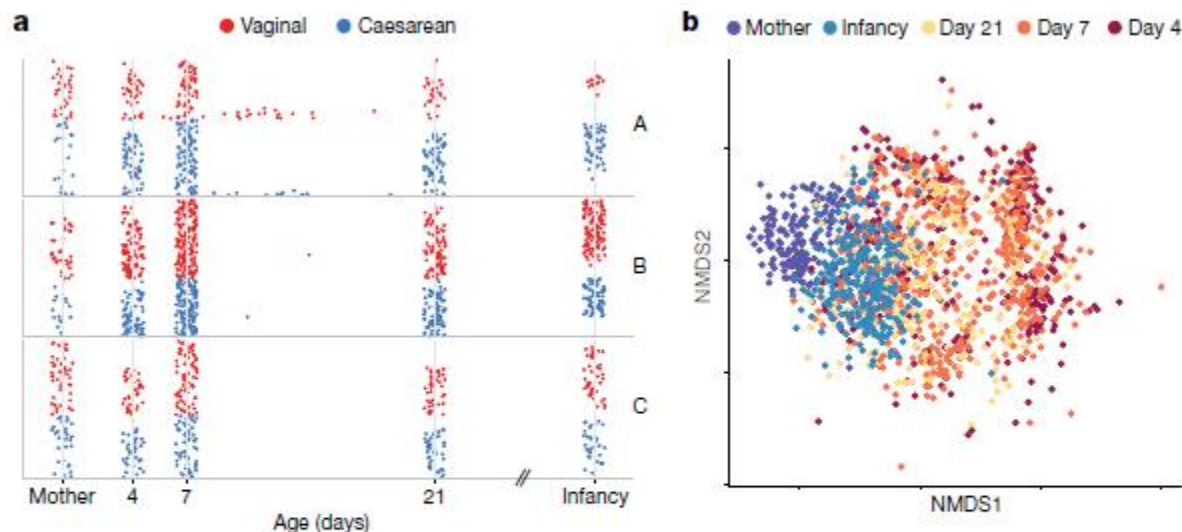 a
Vaginal Caesarean
A
B
C
Mother 4 7 21 Infancy
Age (days)
b
Mother Infancy Day 21 Day 7 Day 4
NMDS2
NMDS1